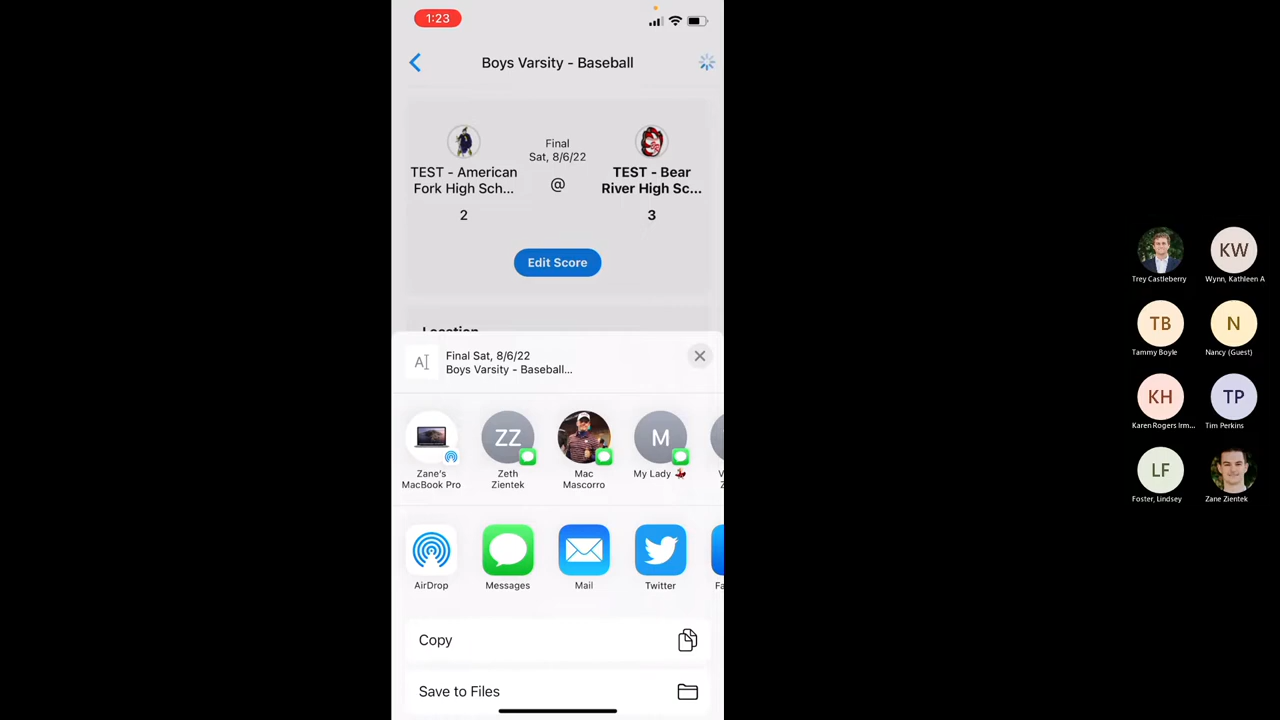 1:23
Boys Varsity - Baseball
TEST - American
Fork High Sch...
2
Final
Sat, 8/6/22
@
TEST - Bear
River High Sc...
3
Edit Score
Location
Final Sat, 8/6/22
Boys Varsity - Baseball...
Zane's
MacBook Pro
ZZ
Zeth
Zientek
Mac
Mascorro
M
My Lady 💃
AirDrop
Messages
Mail
Twitter
Copy
Save to Files
KW
Trey Castleberry
Wynn, Kathleen A
TB
N
Tammy Boyle
Nancy (Guest)
KH
TP
Karen Rogers Irm...
Tim Perkins
LF
Foster, Lindsey
Zane Zientek